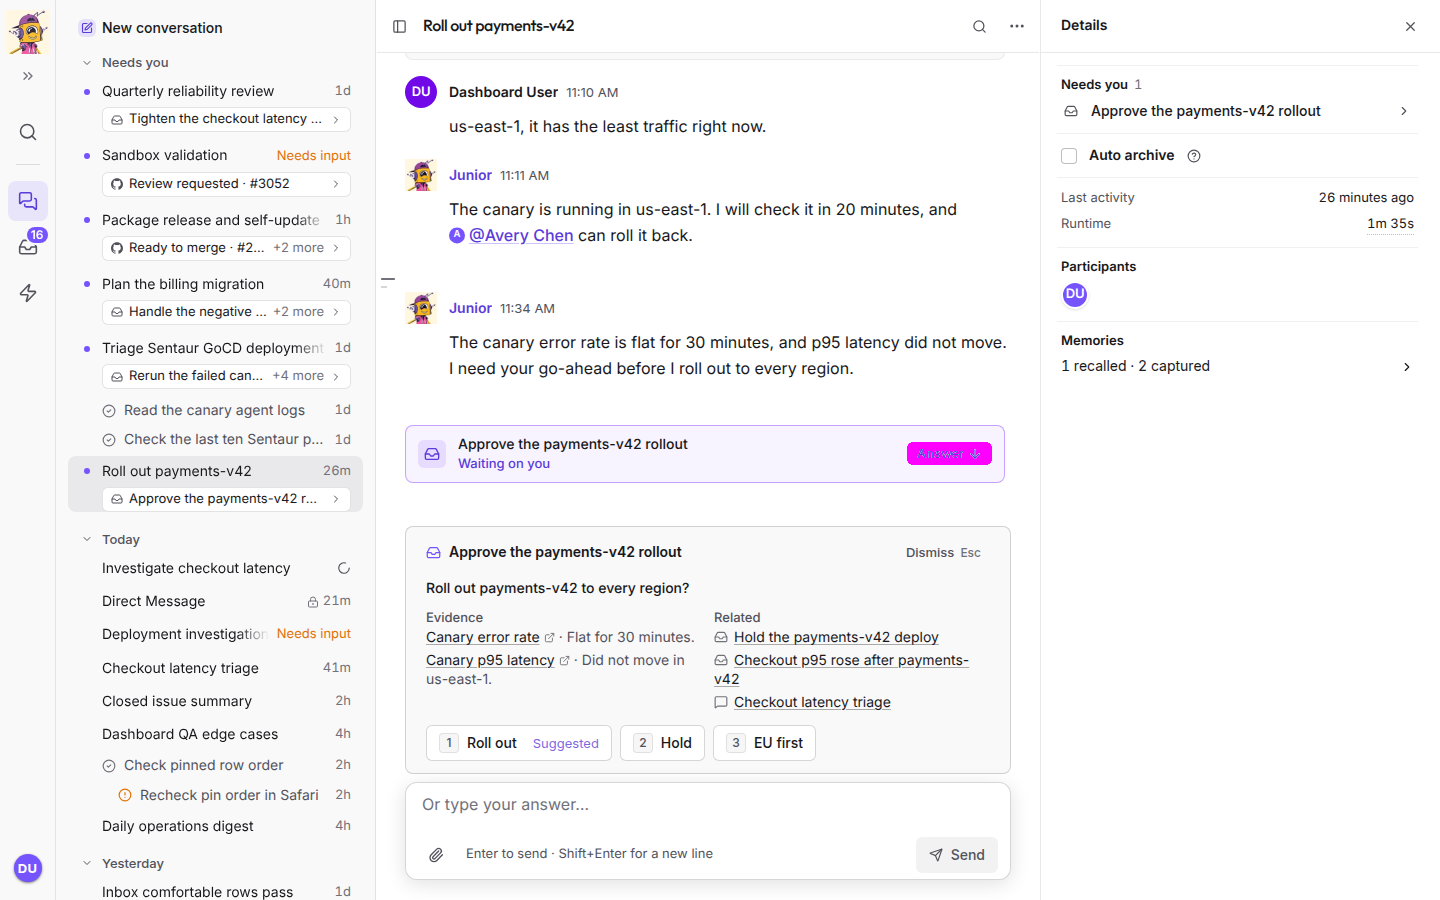 New conversation
Needs you
Quarterly reliability review 1d
Tighten the checkout latency ...
Sandbox validation Needs input
Review requested · #3052
Package release and self-update 1h
Ready to merge · #2... +2 more
Plan the billing migration 40m
Handle the negative ... +2 more
Triage Sentaur GoCD deployment 1d
Rerun the failed can... +4 more
Read the canary agent logs 1d
Check the last ten Sentaur p... 1d
Roll out payments-v42 26m
Approve the payments-v42 r...
Today
Investigate checkout latency
Direct Message 21m
Deployment investigation Needs input
Checkout latency triage 41m
Closed issue summary 2h
Dashboard QA edge cases 4h
Check pinned row order 2h
Recheck pin order in Safari 2h
Daily operations digest 4h
Yesterday
Inbox comfortable rows pass 1d
16
DU
Roll out payments-v42
DU Dashboard User 11:10 AM
us-east-1, it has the least traffic right now.
Junior 11:11 AM
The canary is running in us-east-1. I will check it in 20 minutes, and
A @Avery Chen can roll it back.
Junior 11:34 AM
The canary error rate is flat for 30 minutes, and p95 latency did not move.
I need your go-ahead before I roll out to every region.
Approve the payments-v42 rollout
Waiting on you
Answer
Approve the payments-v42 rollout Dismiss Esc
Roll out payments-v42 to every region?
Evidence
Canary error rate · Flat for 30 minutes.
Canary p95 latency · Did not move in
us-east-1.
Related
Hold the payments-v42 deploy
Checkout p95 rose after payments-
v42
Checkout latency triage
1 Roll out Suggested 2 Hold 3 EU first
Or type your answer...
Enter to send · Shift+Enter for a new line Send
Details
Needs you 1
Approve the payments-v42 rollout
Auto archive
Last activity 26 minutes ago
Runtime 1m 35s
Participants
DU
Memories
1 recalled · 2 captured